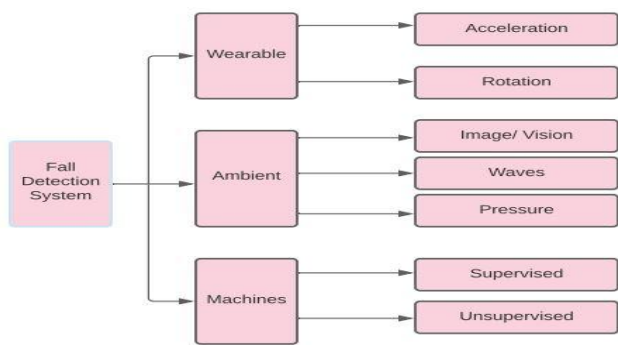 Fall
Detection
System
Wearable
Acceleration
Rotation
Ambient
Image/ Vision
Waves
Pressure
Machines
Supervised
Unsupervised